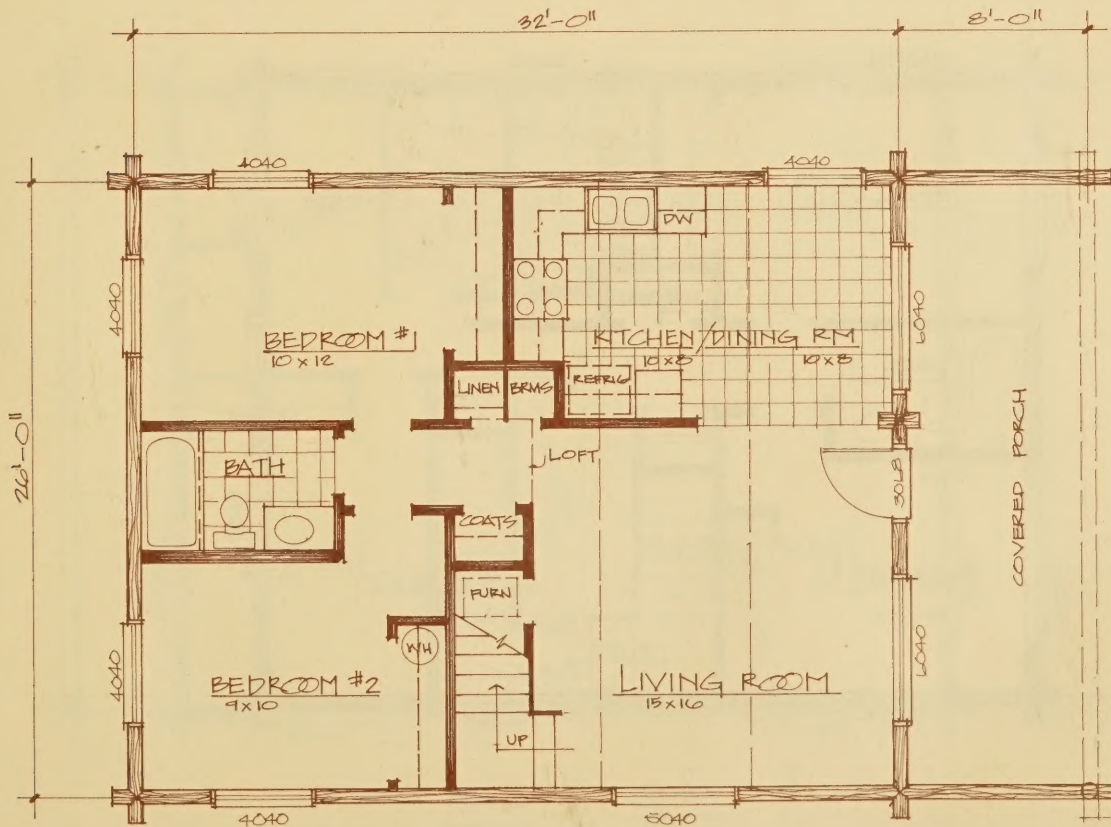 32'-0"
8'-0"
4040
4040
26'-0"
4040
BEDROOM #1
10 x 12
DW
KITCHEN/DINING RM
10 x 8
10 x 8
6040
LINEN
BRMS
REFRIG
BATH
LOFT
30L8
COVERED PORCH
COATS
FURN
WH
4040
BEDROOM #2
9 x 10
LIVING ROOM
15 x 16
6040
UP
4040
5040